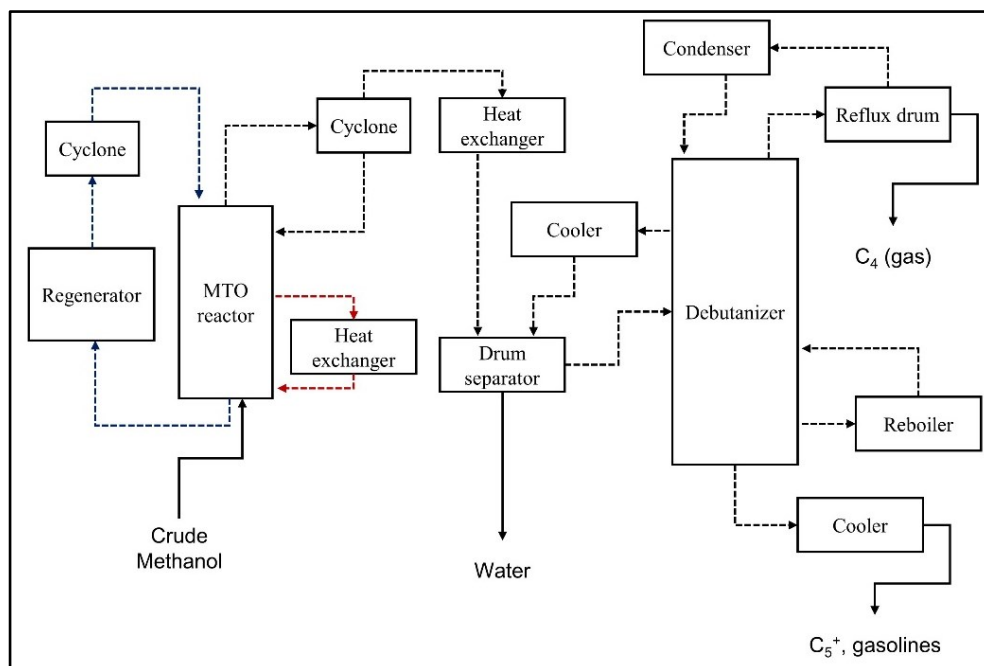 Condenser
Cyclone
Heat
exchanger
Reflux drum
Cyclone
Cooler
C₄ (gas)
Regenerator
MTO
reactor
Debutanizer
Heat
exchanger
Drum
separator
Reboiler
Crude
Methanol
Cooler
Water
C₅⁺, gasolines